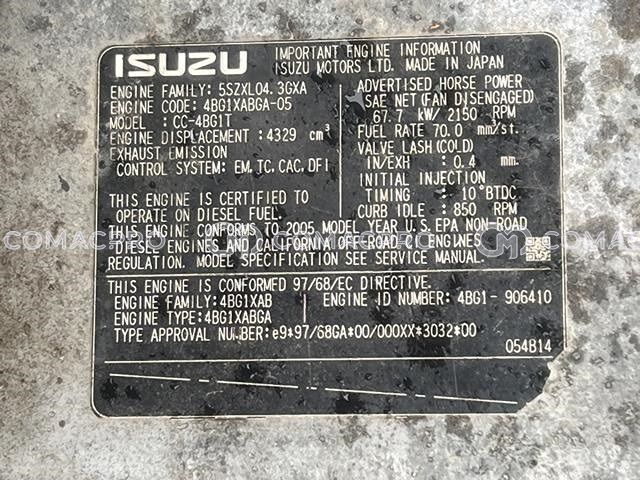 ISUZU
IMPORTANT ENGINE INFORMATION
ISUZU MOTORS LTD. MADE IN JAPAN
ENGINE FAMILY: 5SZXL04.3GXA
ENGINE CODE: 4BG1XABGA-05
MODEL : CC-4BG1T
ENGINE DISPLACEMENT: 4329 cm³
EXHAUST EMISSION
CONTROL SYSTEM: EM, TC, CAC, DFI
THIS ENGINE IS CERTIFIED TO
OPERATE ON DIESEL FUEL.
ADVERTISED HORSE POWER
SAE NET (FAN DISENGAGED)
67.7 kW/ 2150 RPM
FUEL RATE 70.0 mm³/st.
VALVE LASH (COLD)
IN/EXH : 0.4 mm.
INITIAL INJECTION
TIMING : 10°BTDC
CURB IDLE: 850 RPM
THIS ENGINE CONFORMS TO 2005 MODEL YEAR U.S. EPA NON-ROAD
DIESEL ENGINES AND CALIFORNIA OFF-ROAD C.I. ENGINES
REGULATION. MODEL SPECIFICATION SEE SERVICE MANUAL.
THIS ENGINE IS CONFORMED 97/68/EC DIRECTIVE.
ENGINE FAMILY: 4BG1XAB
ENGINE ID NUMBER: 4BG1- 906410
ENGINE TYPE: 4BG1XABGA
TYPE APPROVAL NUMBER: e9*97/68GA*00/000XX*3032*00
054B14